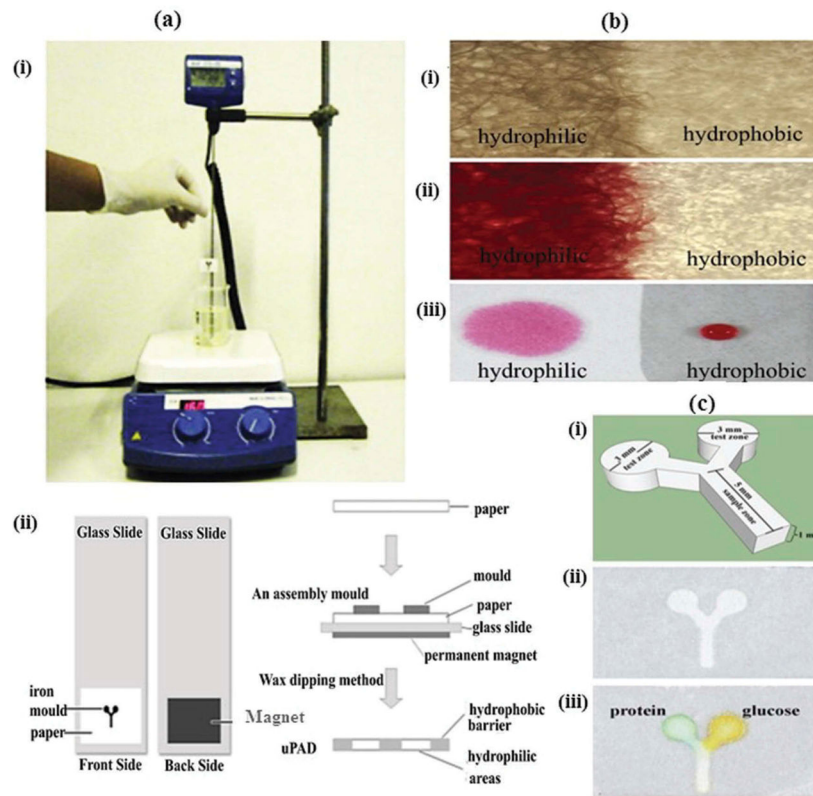 (a)
(i)
(b)
(i)
hydrophilic hydrophobic
(ii)
hydrophilic hydrophobic
(iii)
hydrophilic hydrophobic
(c)
(i)
3 mm
test zone
3 mm
test zone
5 mm
sample zone
1 m
(ii)
(iii)
protein glucose
(ii)
Glass Slide Glass Slide
iron
mould
paper
Magnet
Front Side Back Side
paper
An assembly mould
mould
paper
glass slide
permanent magnet
Wax dipping method
hydrophobic
barrier
uPAD
hydrophilic
areas